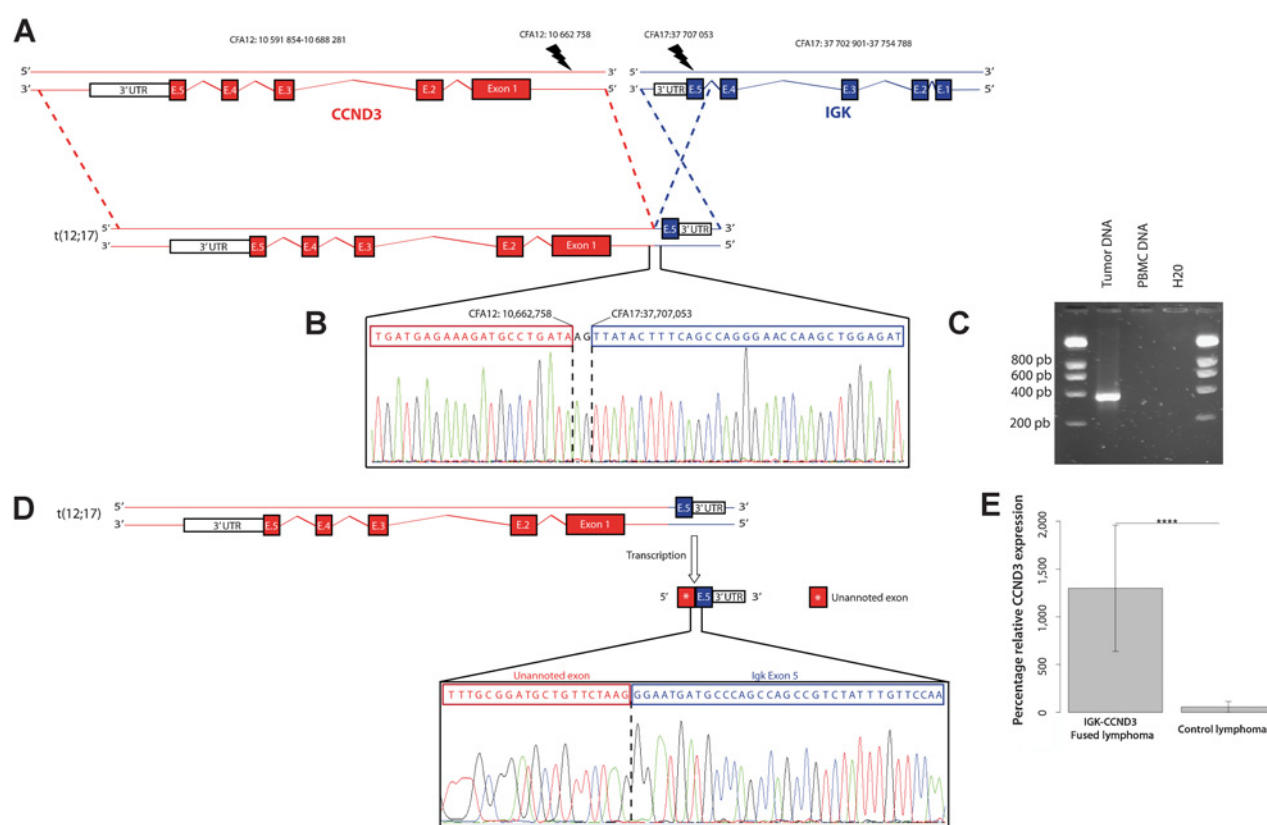 A
CFA12: 10 591 854-10 688 281
CFA12: 10 662 758
CFA17:37 707 053
CFA17: 37 702 901-37 754 788
5' 3' 5' 3'
3' 3' UTR E.5 E.4 E.3 E.2 Exon 1 5' 3' 3' UTR E.5 E.4 E.3 E.2 E.1 5'
CCND3 IGK
t(12;17) 5' E.5 3' UTR 3'
3' 3' UTR E.5 E.4 E.3 E.2 Exon 1 5'
B
CFA12: 10,662,758 CFA17:37,707,053
TGATGAGAAAGATGCCTGATA AG TTATACTTTCAGCCAGGGAACCAAGCTGGAGAT
C
Tumor DNA
PBMC DNA
H20
800 pb
600 pb
400 pb
200 pb
D
t(12;17) 5' E.5 3' UTR 3'
3' 3' UTR E.5 E.4 E.3 E.2 Exon 1 5'
Transcription
5' * E.5 3' UTR 3' * Unannoted exon
Unannoted exon Igk Exon 5
TTTGCGGATGCTGTTCTAAG GGAATGATGCCCAGCCAGCCGTCTATTTGTTCCAA
E
Percentage relative CCND3 expression
2,000
1,500
1,000
500
0
****
IGK-CCND3
Fused lymphoma
Control lymphoma